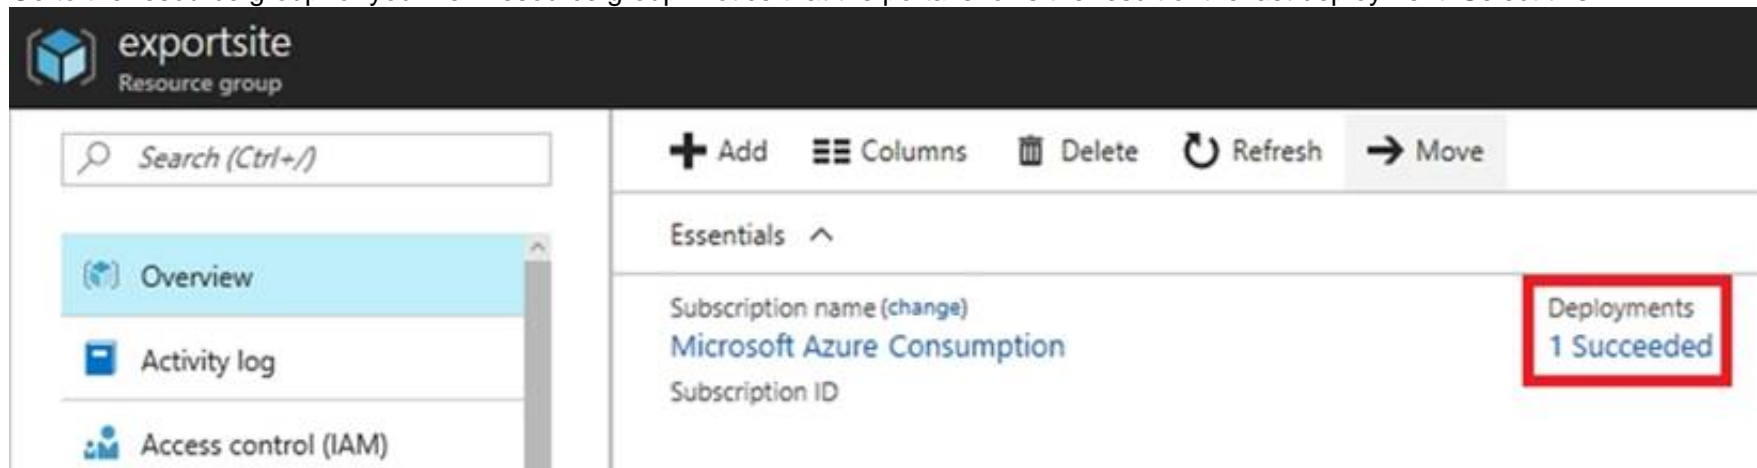 exportsite
Resource group
Search (Ctrl+/)
Overview
Activity log
Access control (IAM)
Add Columns Delete Refresh Move
Essentials
Subscription name (change)
Microsoft Azure Consumption
Subscription ID
Deployments
1 Succeeded